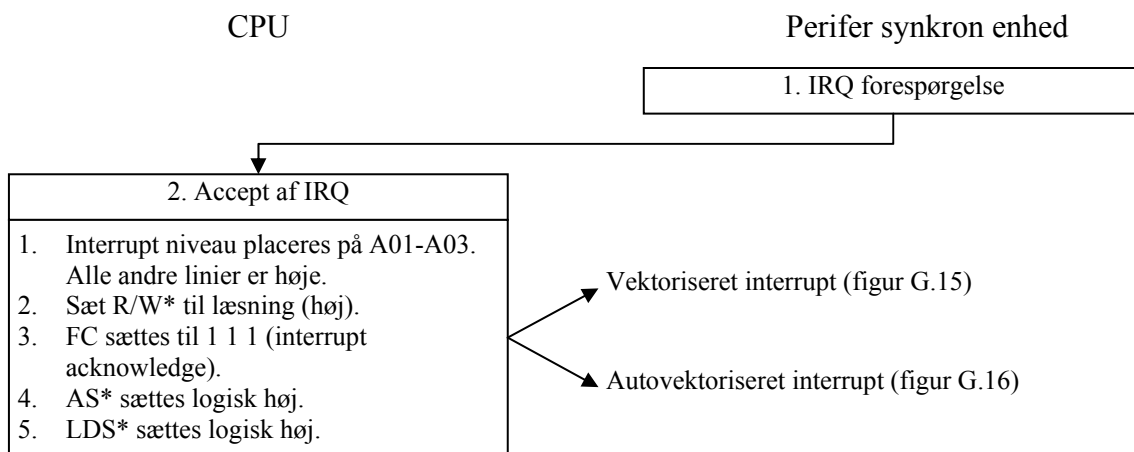 CPU
Perifer synkron enhed
1. IRQ forespørgelse
2. Accept af IRQ
1. Interrupt niveau placeres på A01-A03.
Alle andre linier er høje.
2. Sæt R/W* til læsning (høj).
3. FC sættes til 1 1 1 (interrupt
acknowledge).
4. AS* sættes logisk høj.
5. LDS* sættes logisk høj.
Vektoriseret interrupt (figur G.15)
Autovektoriseret interrupt (figur G.16)